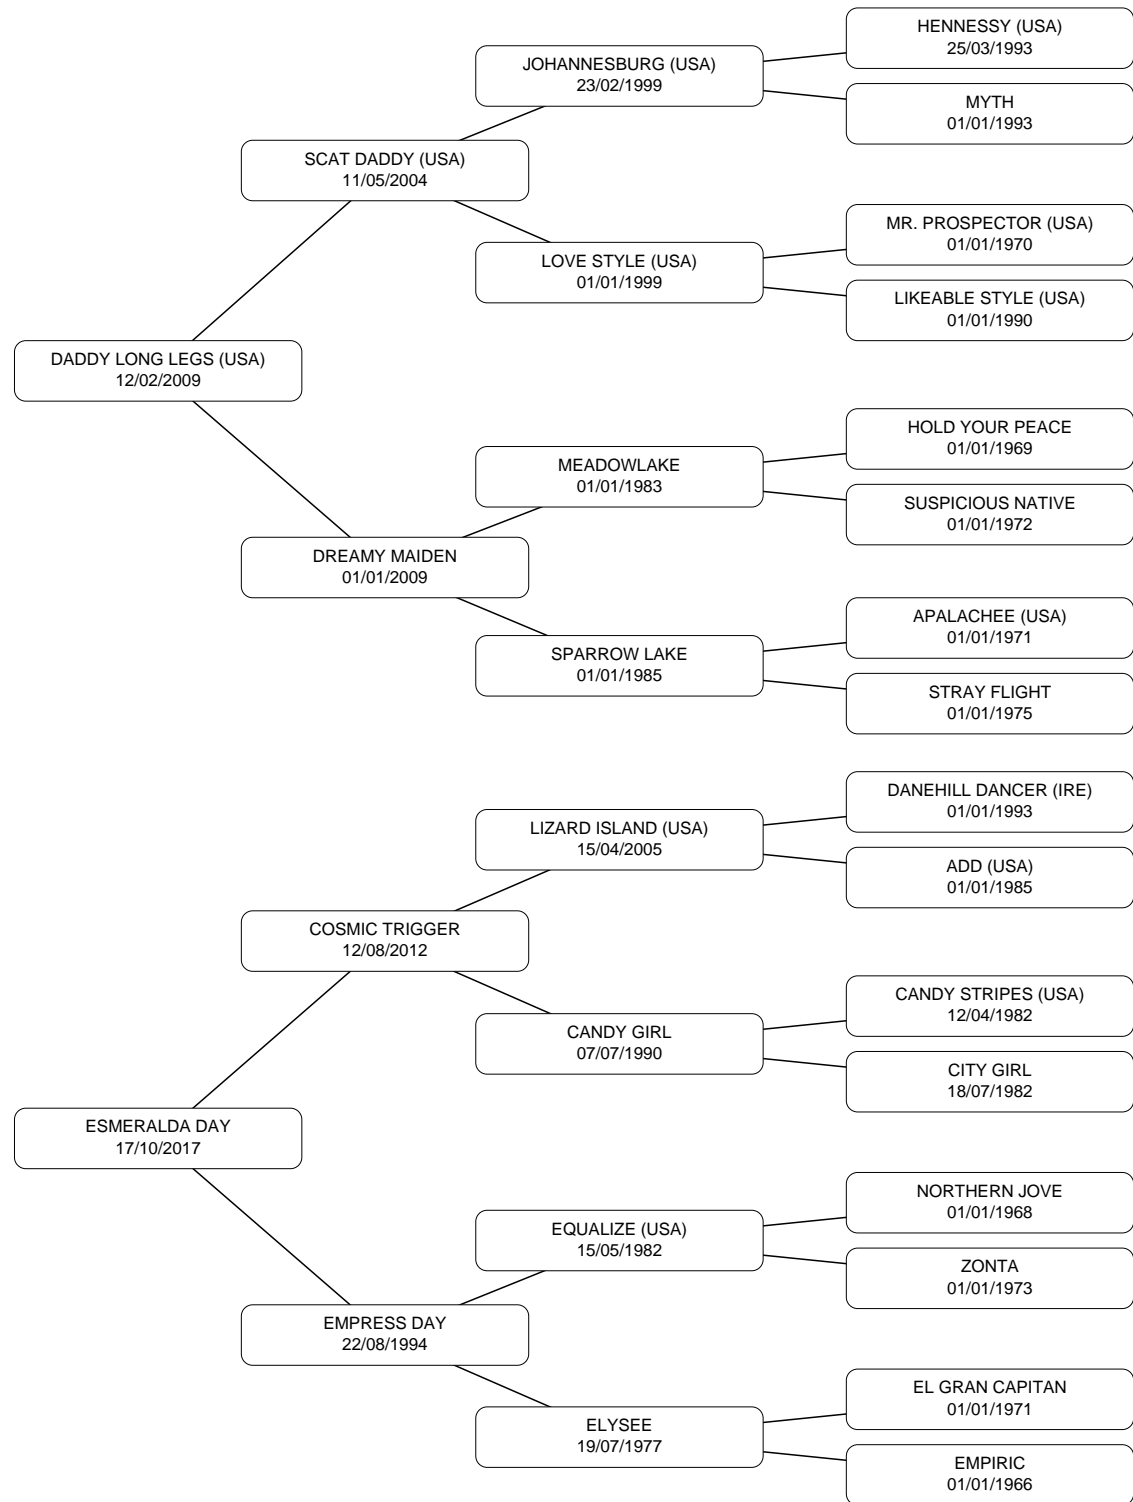 HENNESSY (USA)
25/03/1993
JOHANNESBURG (USA)
23/02/1999
MYTH
01/01/1993
SCAT DADDY (USA)
11/05/2004
MR. PROSPECTOR (USA)
01/01/1970
LOVE STYLE (USA)
01/01/1999
LIKEABLE STYLE (USA)
01/01/1990
DADDY LONG LEGS (USA)
12/02/2009
HOLD YOUR PEACE
01/01/1969
MEADOWLAKE
01/01/1983
SUSPICIOUS NATIVE
01/01/1972
DREAMY MAIDEN
01/01/2009
APALACHEE (USA)
01/01/1971
SPARROW LAKE
01/01/1985
STRAY FLIGHT
01/01/1975
DANEHILL DANCER (IRE)
01/01/1993
LIZARD ISLAND (USA)
15/04/2005
ADD (USA)
01/01/1985
COSMIC TRIGGER
12/08/2012
CANDY STRIPES (USA)
12/04/1982
CANDY GIRL
07/07/1990
CITY GIRL
18/07/1982
ESMERALDA DAY
17/10/2017
NORTHERN JOVE
01/01/1968
EQUALIZE (USA)
15/05/1982
ZONTA
01/01/1973
EMPRESS DAY
22/08/1994
EL GRAN CAPITAN
01/01/1971
ELYSEE
19/07/1977
EMPIRIC
01/01/1966